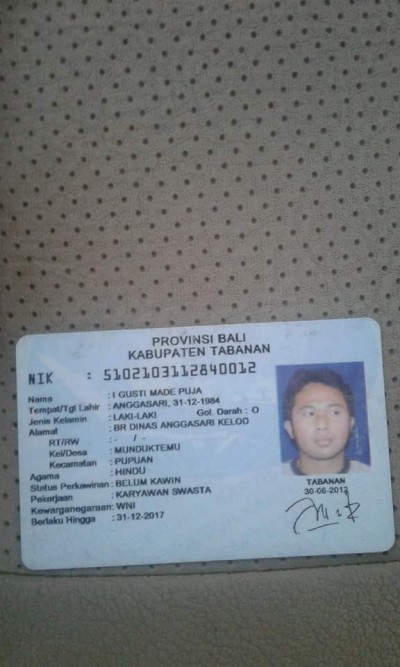 PROVINSI BALI
KABUPATEN TABANAN
NIK : 5102103112840012
Nama : I GUSTI MADE PUJA
Tempat/Tgl Lahir : ANGGASARI, 31-12-1984
Jenis Kelamin : LAKI-LAKI Gol. Darah : O
Alamat : BR DINAS ANGGASARI KELOD
RT/RW : - / -
Kel/Desa : MUNDUKTEMU
Kecamatan : PUPUAN
Agama : HINDU
Status Perkawinan : BELUM KAWIN
Pekerjaan : KARYAWAN SWASTA
Kewarganegaraan: WNI
Berlaku Hingga : 31-12-2017
TABANAN
30-06-2012